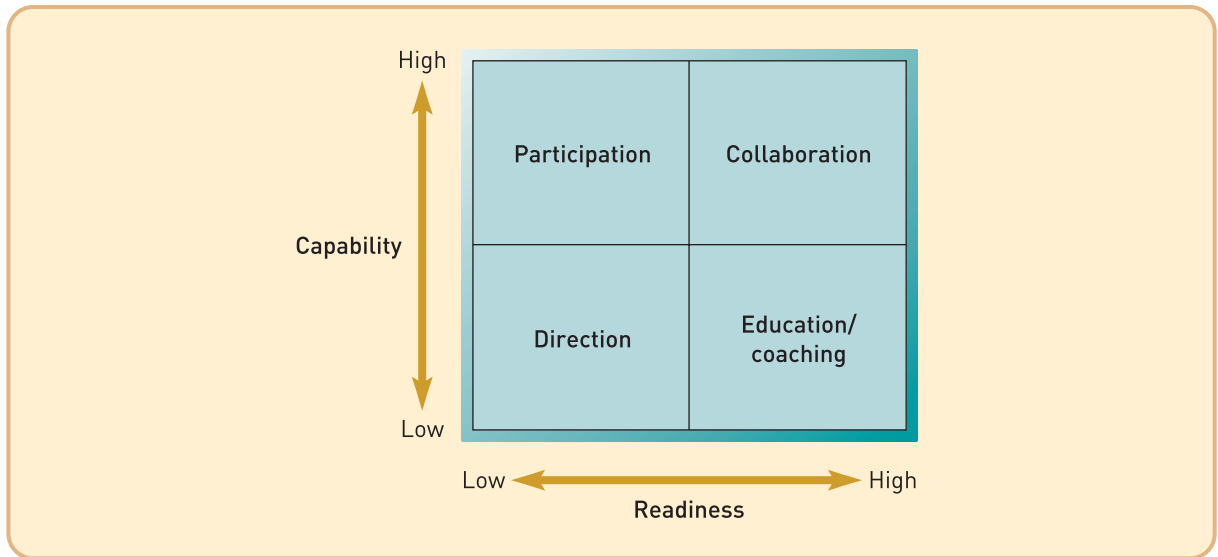 High
Participation
Collaboration
Capability
Direction
Education/
coaching
Low
Low
High
Readiness